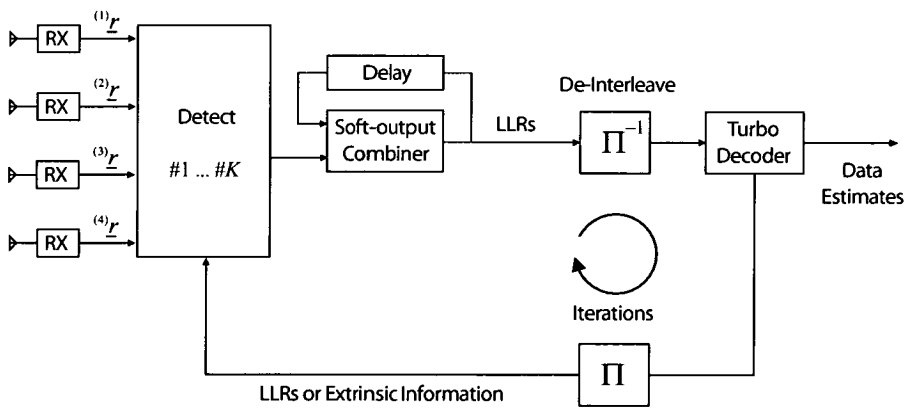 RX
(1)r
RX
(2)r
RX
(3)r
RX
(4)r
Detect
#1 ... #K
Delay
Soft-output
Combiner
LLRs
De-Interleave
Π⁻¹
Turbo
Decoder
Data
Estimates
Iterations
Π
LLRs or Extrinsic Information